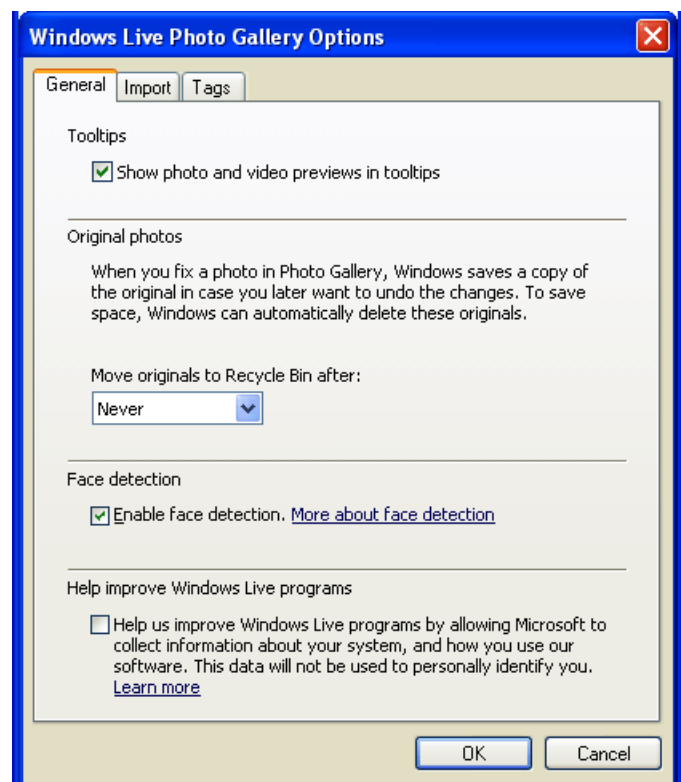 Windows Live Photo Gallery Options
General Import Tags
Tooltips
Show photo and video previews in tooltips
Original photos
When you fix a photo in Photo Gallery, Windows saves a copy of
the original in case you later want to undo the changes. To save
space, Windows can automatically delete these originals.
Move originals to Recycle Bin after:
Never
Face detection
Enable face detection. More about face detection
Help improve Windows Live programs
Help us improve Windows Live programs by allowing Microsoft to
collect information about your system, and how you use our
software. This data will not be used to personally identify you.
Learn more
OK Cancel